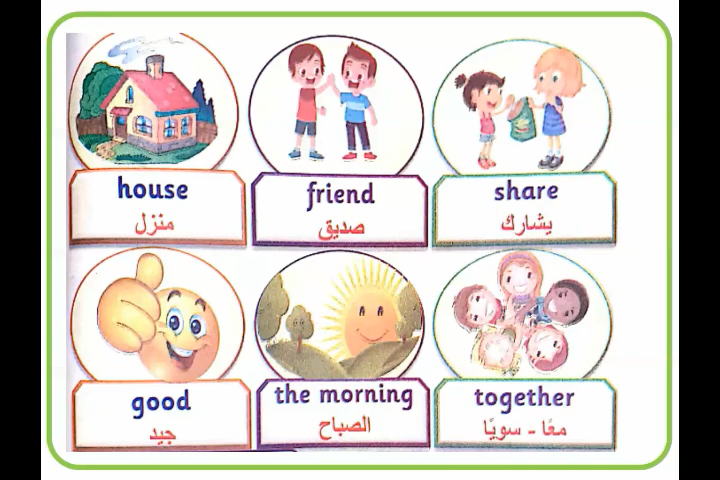 house
منزل
friend
صديق
share
يشارك
good
جيد
the morning
الصباح
together
معًا - سويًا